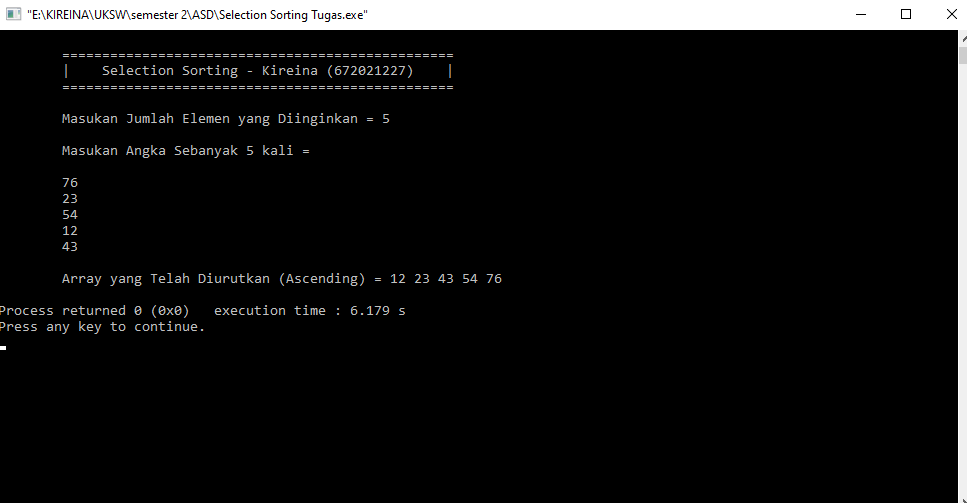 "E:\KIREINA\UKSW\semester 2\ASD\Selection Sorting Tugas.exe"
=================================================
|    Selection Sorting - Kireina (672021227)    |
=================================================
Masukan Jumlah Elemen yang Diinginkan = 5
Masukan Angka Sebanyak 5 kali =
76
23
54
12
43
Array yang Telah Diurutkan (Ascending) = 12 23 43 54 76
Process returned 0 (0x0)   execution time : 6.179 s
Press any key to continue.